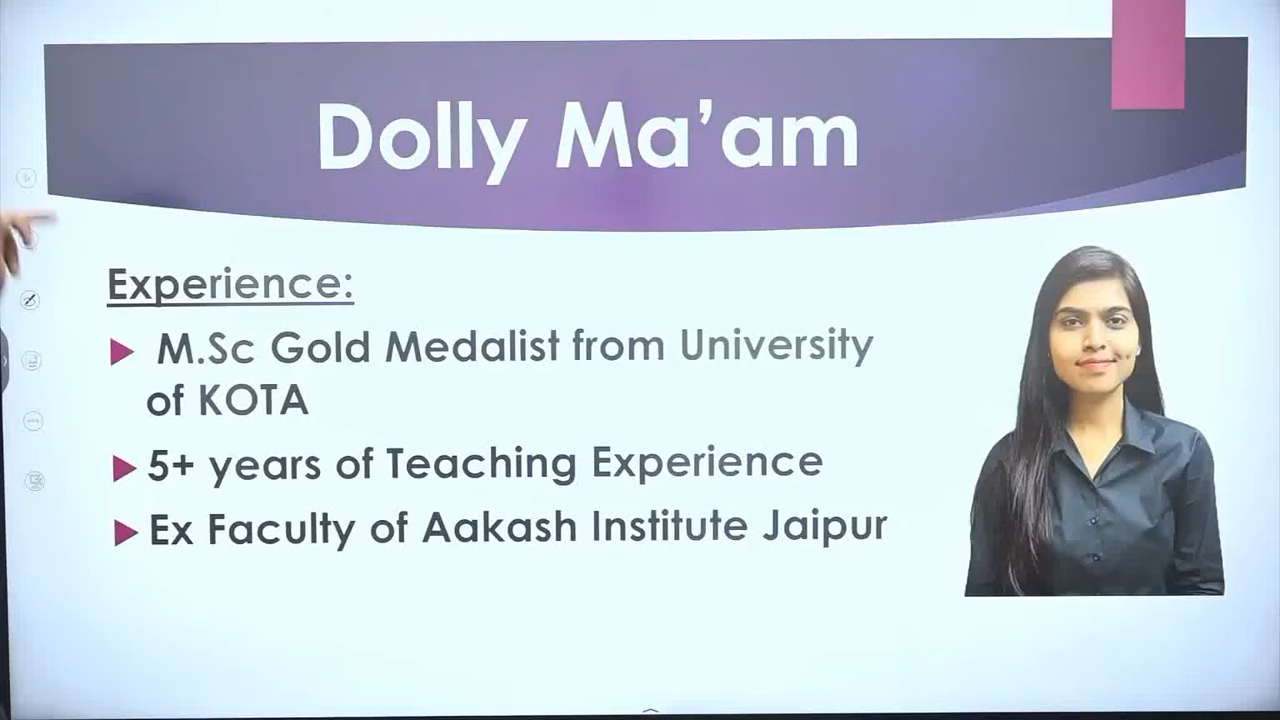 Dolly Ma’am
Experience:
M.Sc Gold Medalist from University
of KOTA
5+ years of Teaching Experience
Ex Faculty of Aakash Institute Jaipur